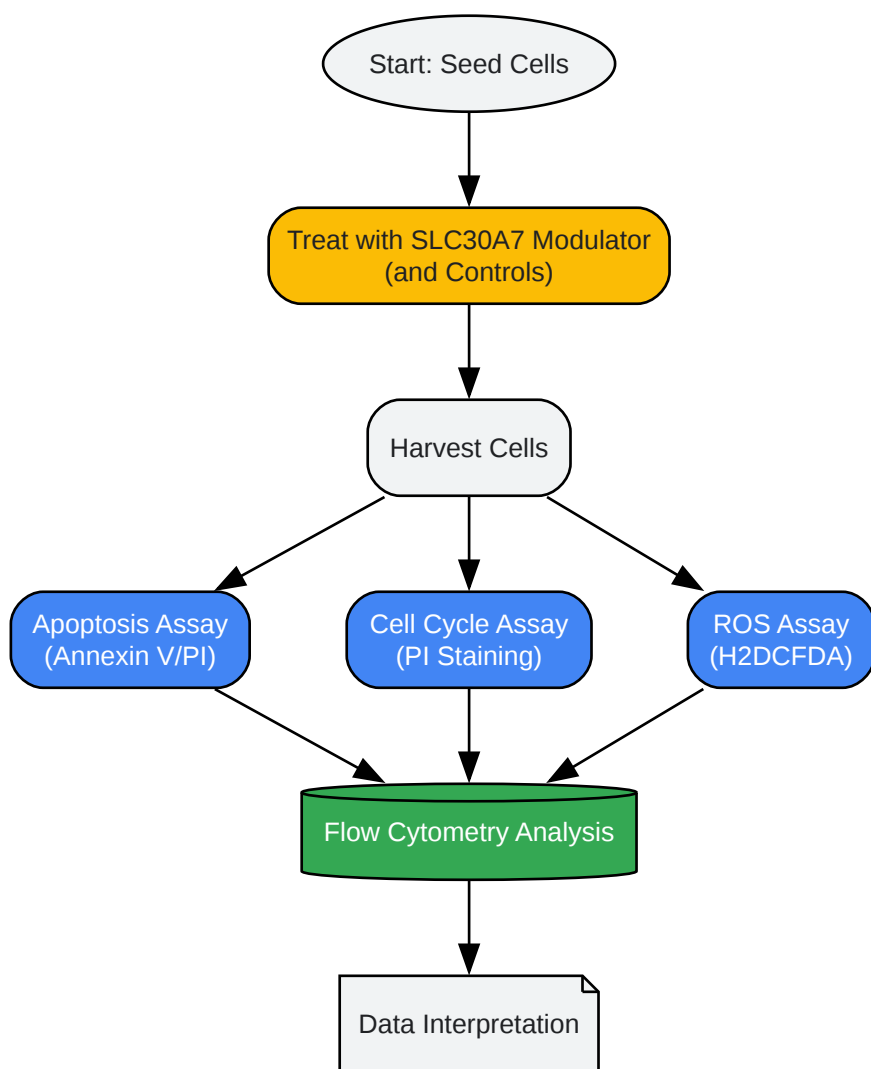 Start: Seed Cells
Treat with SLC30A7 Modulator
(and Controls)
Harvest Cells
Apoptosis Assay
(Annexin V/PI)
Cell Cycle Assay
(PI Staining)
ROS Assay
(H2DCFDA)
Flow Cytometry Analysis
Data Interpretation